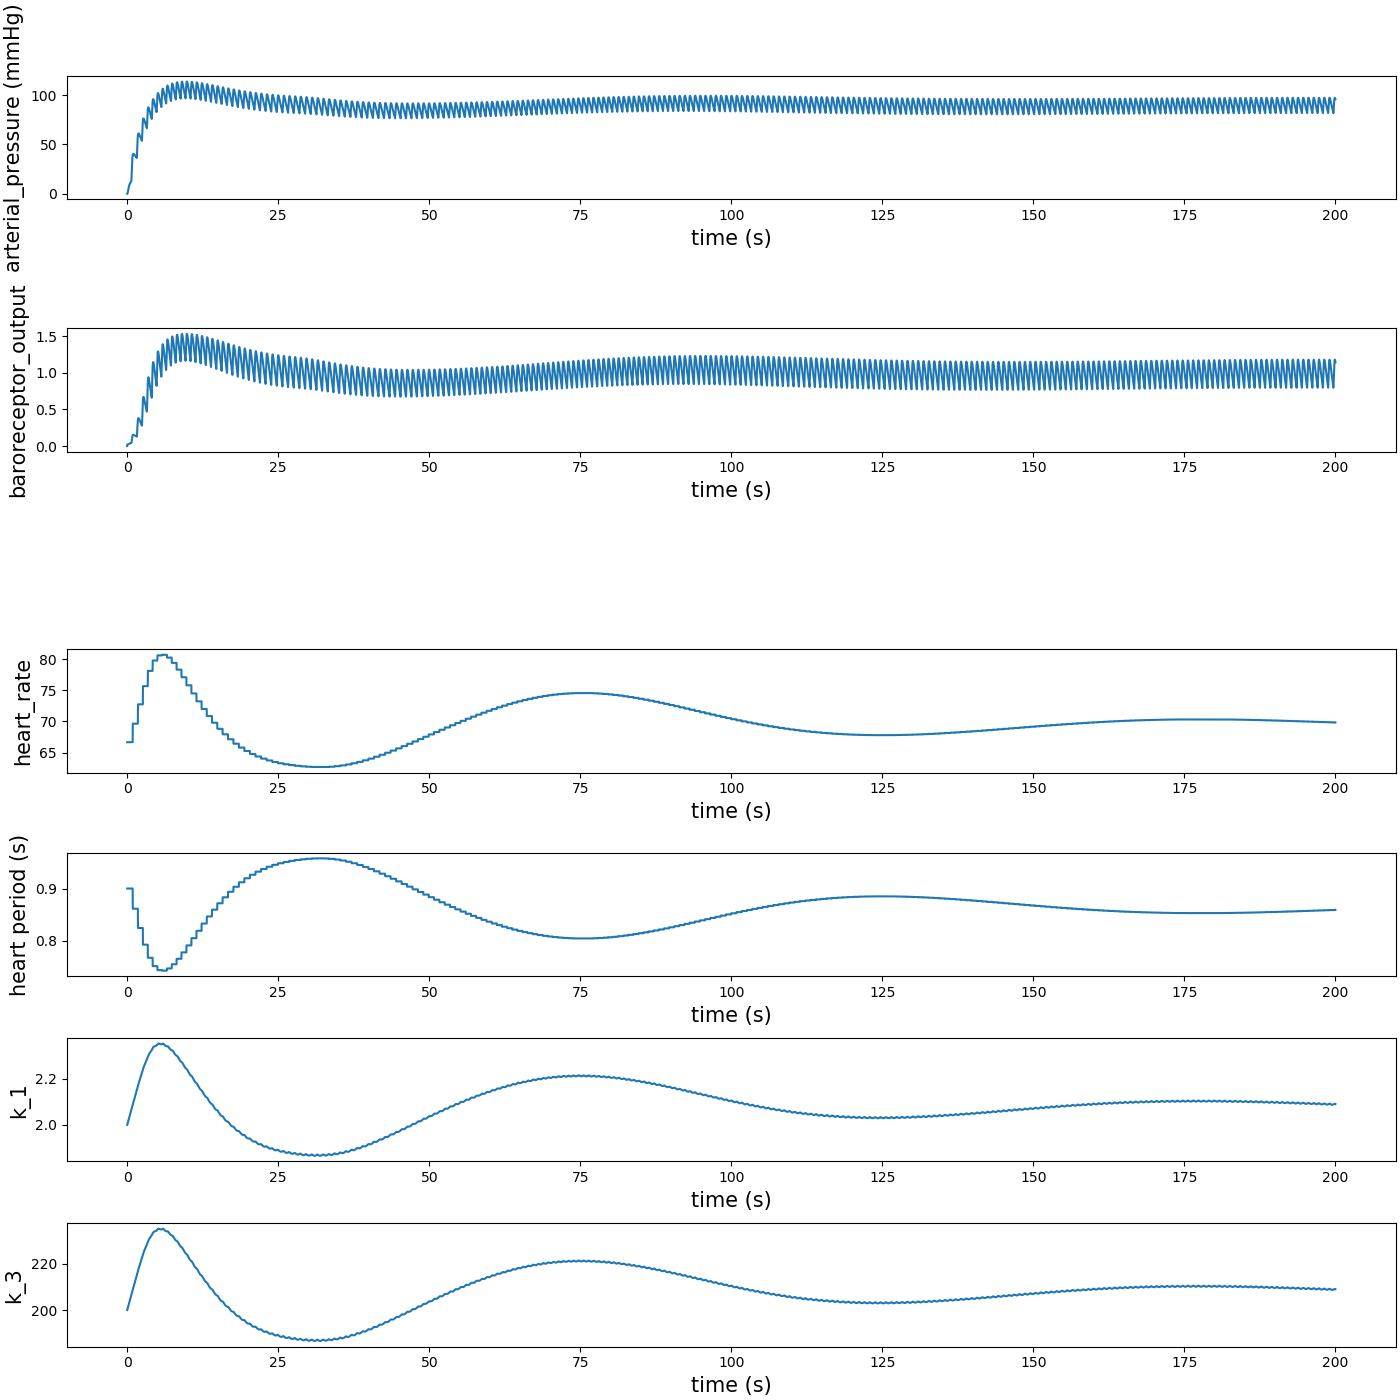 arterial_pressure (mmHg)
100
50
0
0 25 50 75 100 125 150 175 200
time (s)
baroreceptor_output
1.5
1.0
0.5
0.0
0 25 50 75 100 125 150 175 200
time (s)
heart_rate
80
75
70
65
0 25 50 75 100 125 150 175 200
time (s)
heart period (s)
0.9
0.8
0 25 50 75 100 125 150 175 200
time (s)
k_1
2.2
2.0
0 25 50 75 100 125 150 175 200
time (s)
k_3
220
200
0 25 50 75 100 125 150 175 200
time (s)